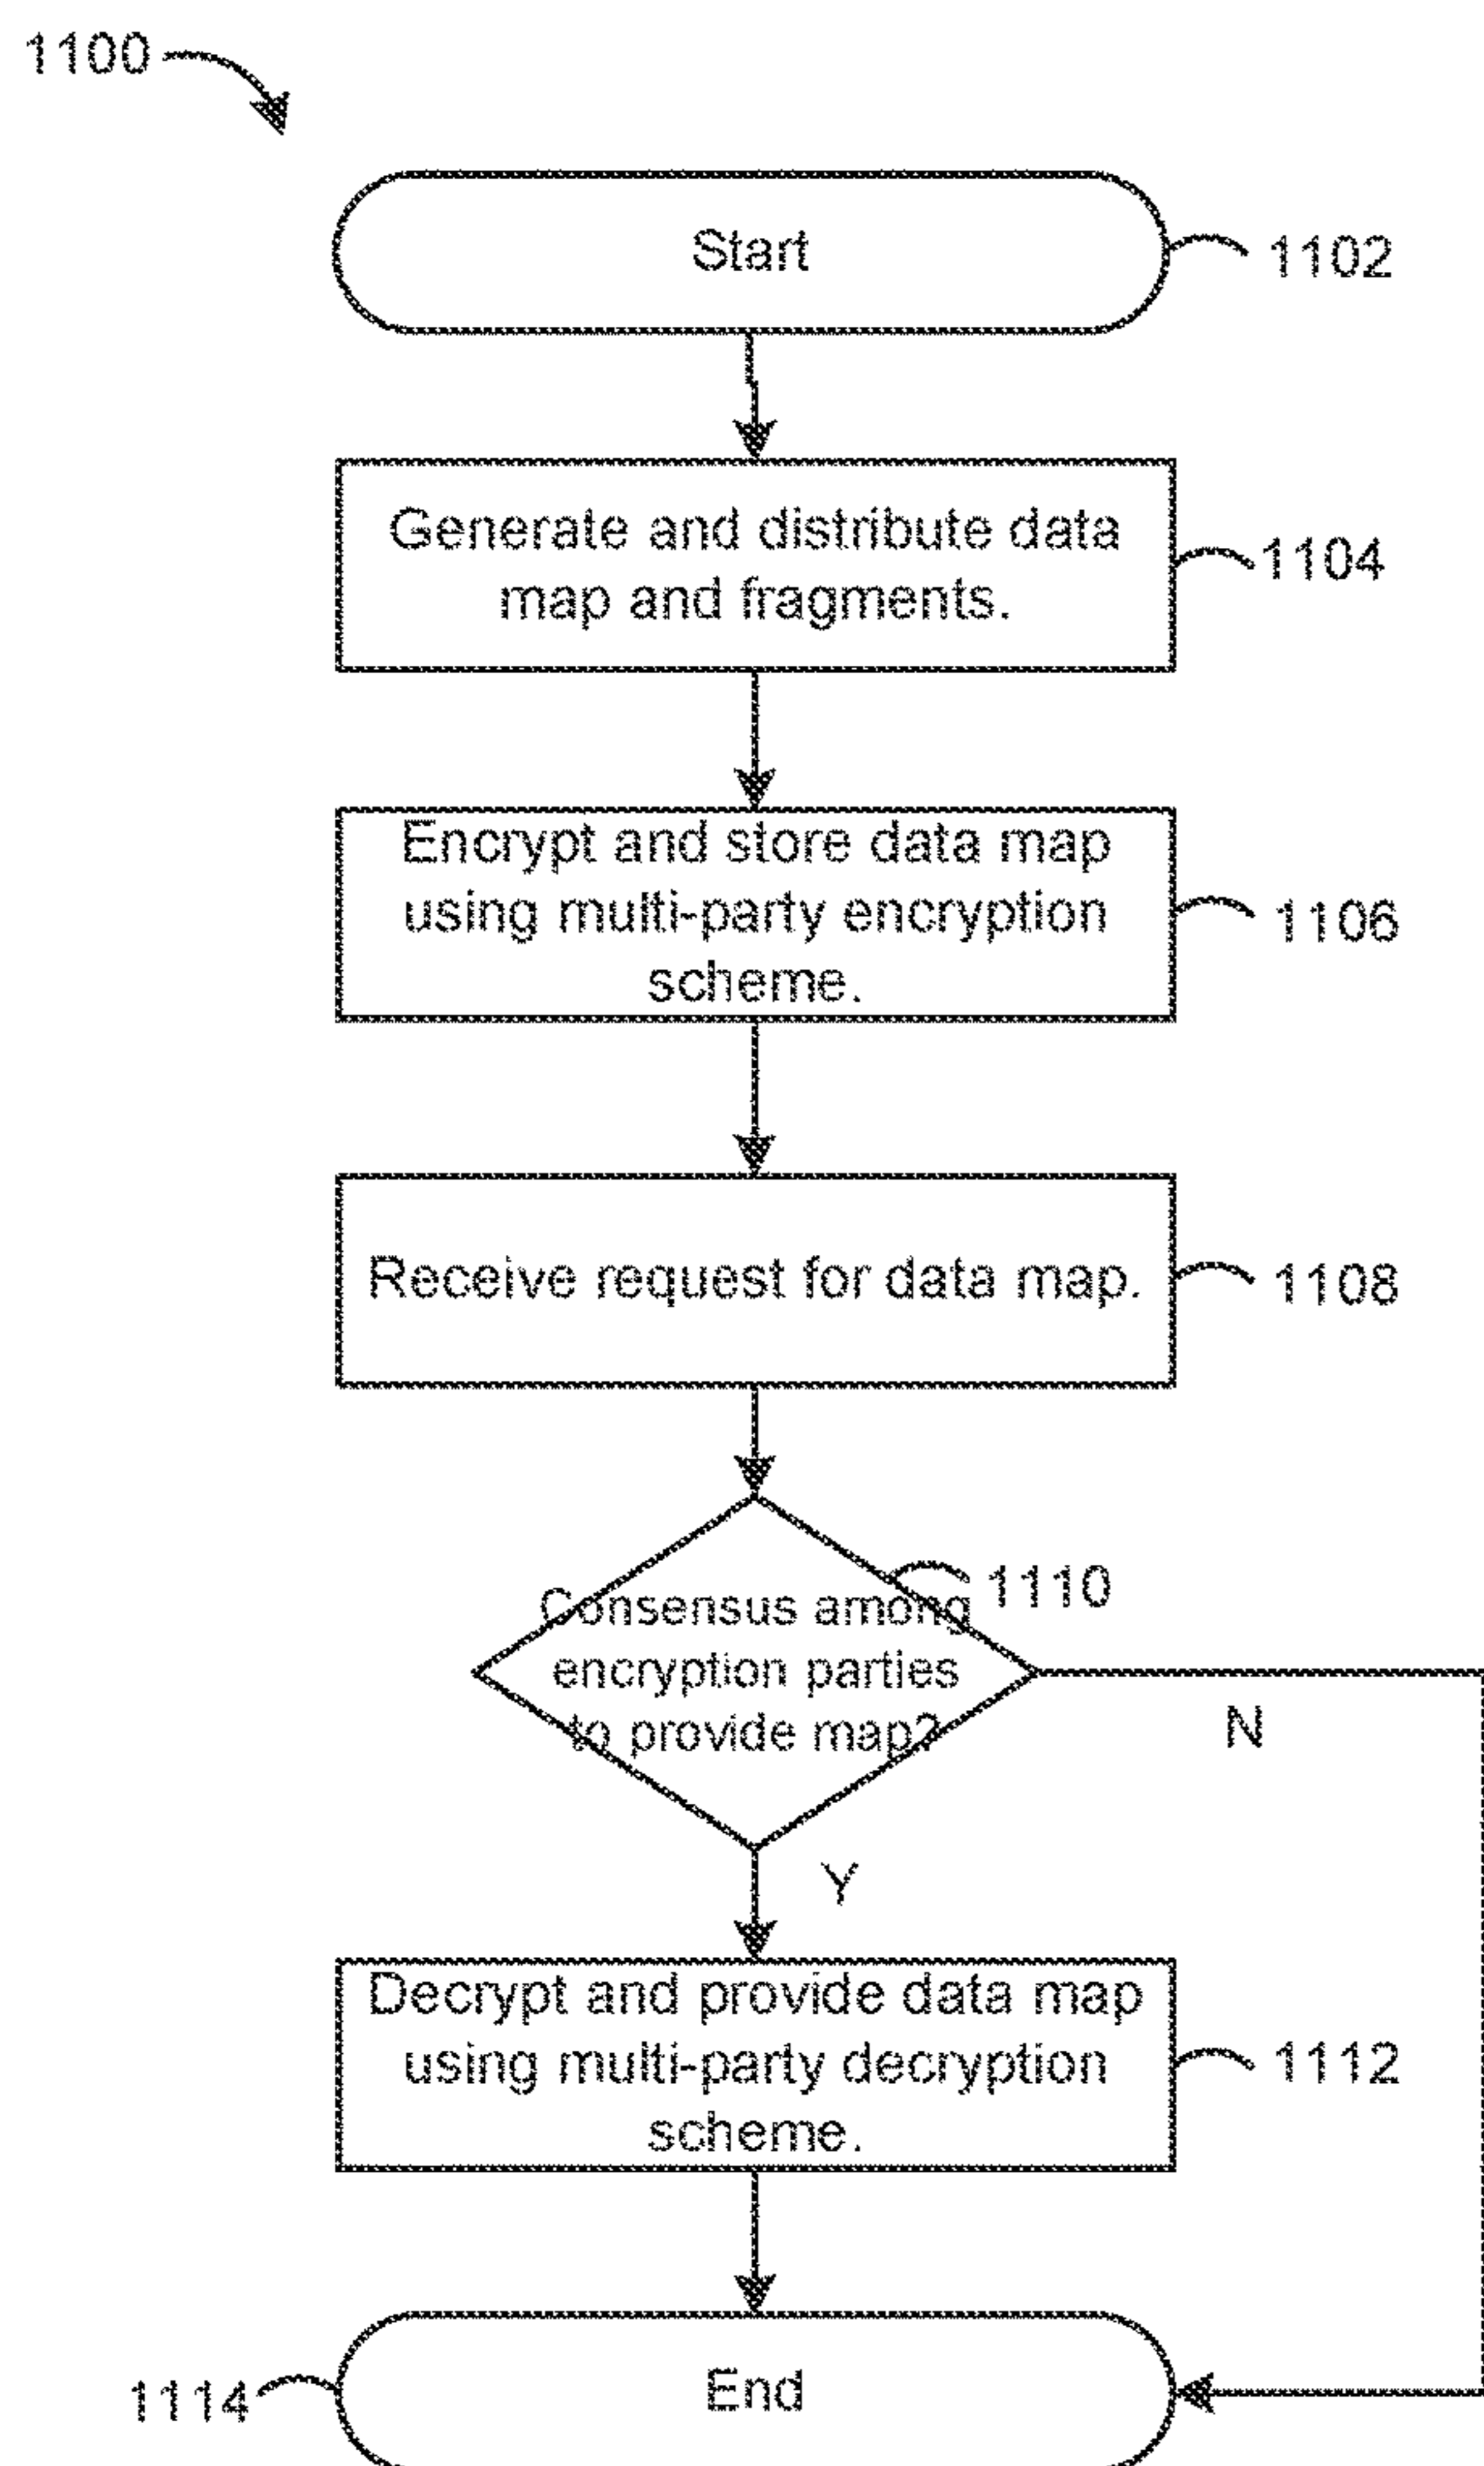 1100
Start
1102
Generate and distribute data
map and fragments.
1104
Encrypt and store data map
using multi-party encryption
scheme.
1106
Receive request for data map.
1108
1110
Consensus among
encryption parties
to provide map?
N
Y
Decrypt and provide data map
using multi-party decryption
scheme.
1112
1114
End